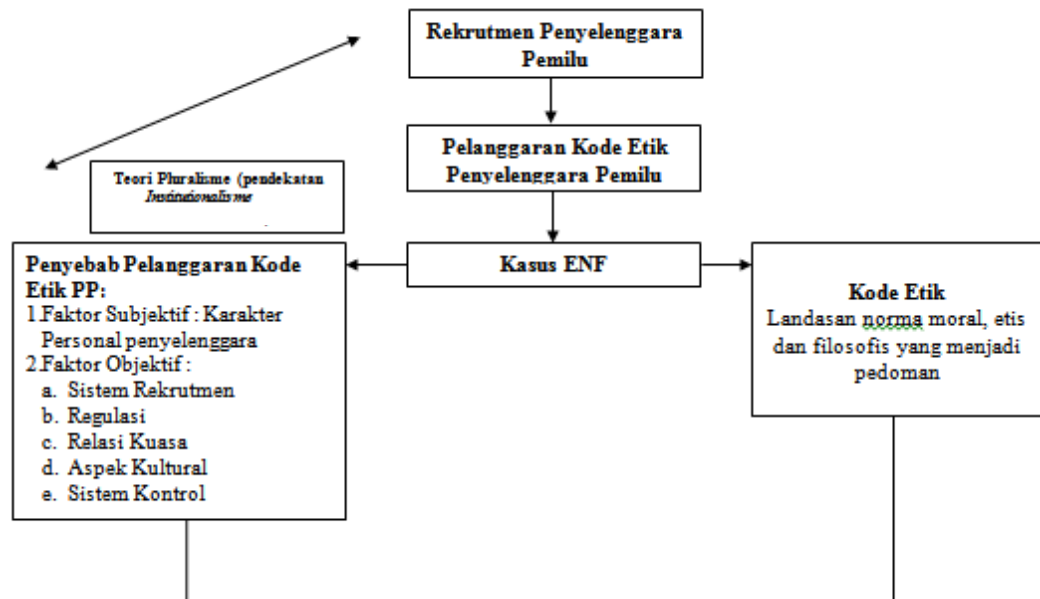 Rekrutmen Penyelenggara
Pemilu
Pelanggaran Kode Etik
Penyelenggara Pemilu
Teori Pluralisme (pendekatan
Institutionalisme
Kasus ENF
Penyebab Pelanggaran Kode
Etik PP:
1.Faktor Subjektif : Karakter
Personal penyelenggara
2.Faktor Objektif :
a. Sistem Rekrutmen
b. Regulasi
c. Relasi Kuasa
d. Aspek Kultural
e. Sistem Kontrol
Kode Etik
Landasan norma moral, etis
dan filosofis yang menjadi
pedoman